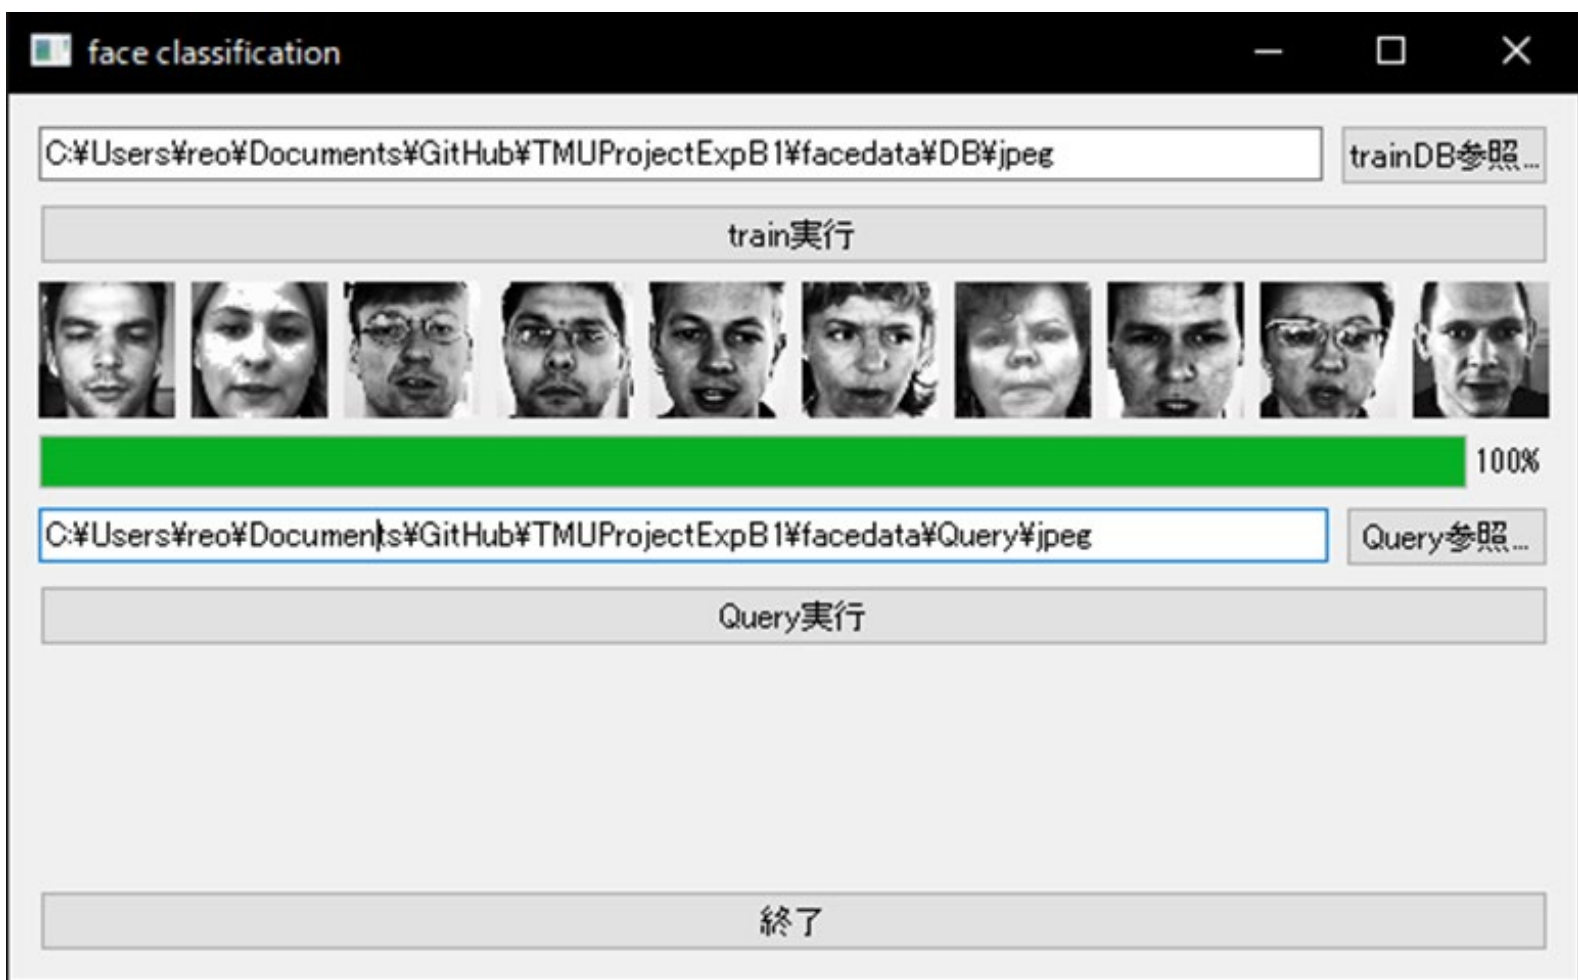 face classification
C:¥Users¥reo¥Documents¥GitHub¥TMUProjectExpB1¥facedata¥DB¥jpeg trainDB参照...
train実行
100%
C:¥Users¥reo¥Documents¥GitHub¥TMUProjectExpB1¥facedata¥Query¥jpeg Query参照...
Query実行
終了